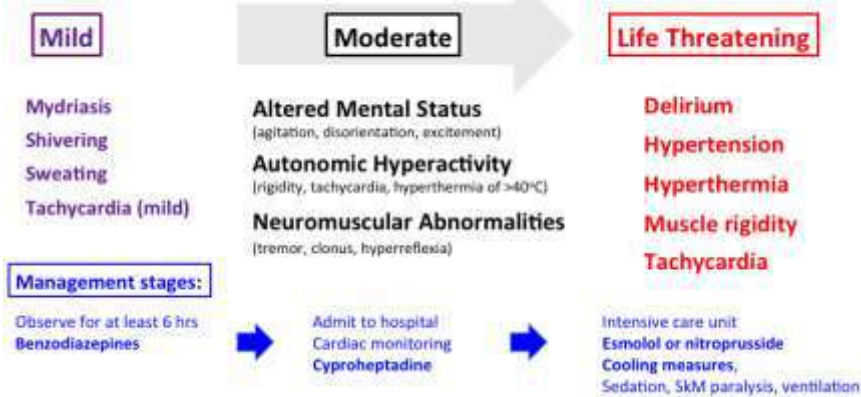 Mild
Moderate
Life Threatening
Mydriasis
Shivering
Sweating
Tachycardia (mild)
Altered Mental Status
(agitation, disorientation, excitement)
Autonomic Hyperactivity
(rigidity, tachycardia, hyperthermia of >40°C)
Neuromuscular Abnormalities
(tremor, clonus, hyperreflexia)
Delirium
Hypertension
Hyperthermia
Muscle rigidity
Tachycardia
Management stages:
Observe for at least 6 hrs
Benzodiazepines
Admit to hospital
Cardiac monitoring
Cyproheptadine
Intensive care unit
Esmolol or nitroprusside
Cooling measures,
Sedation, SkM paralysis, ventilation